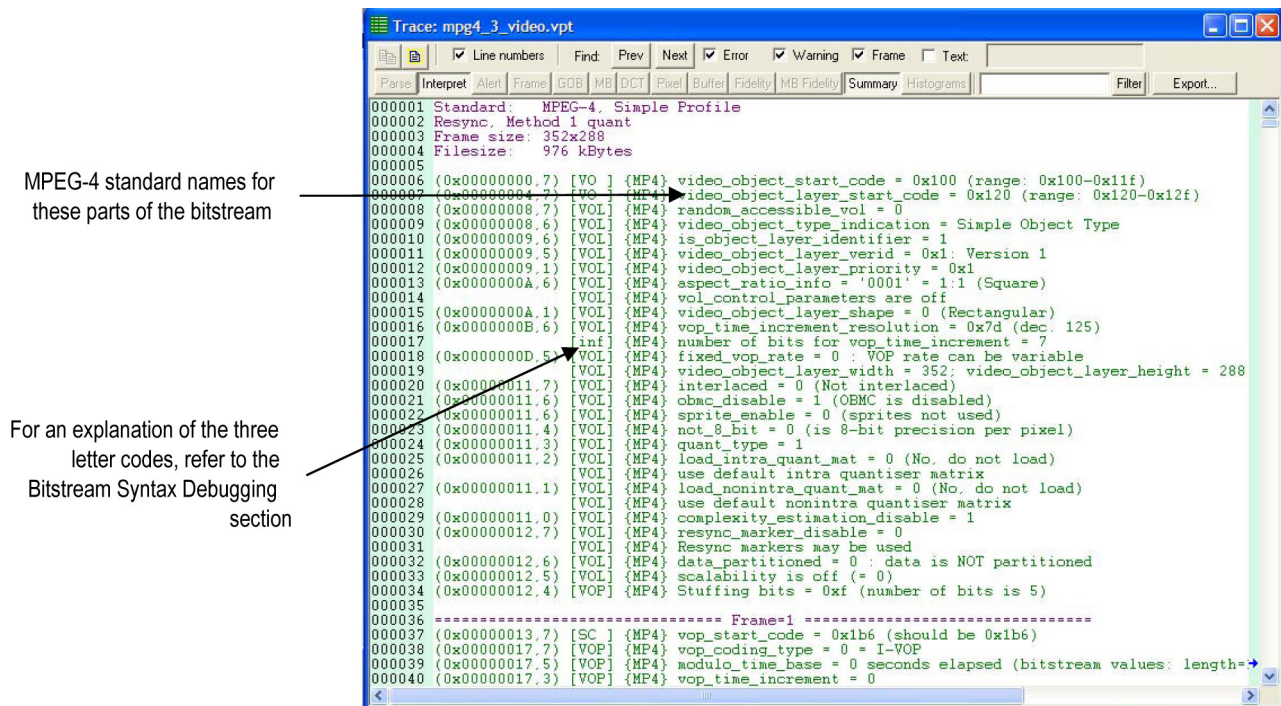 Trace: mpg4_3_video.vpt
Line numbers Find: Prev Next Error Warning Frame Text:
Parse Interpret Alert Frame GOB MB DCT Pixel Buffer Fidelity MB Fidelity Summary Histograms Filter Export...
000001 Standard: MPEG-4, Simple Profile
000002 Resync, Method 1 quant
000003 Frame size: 352x288
000004 Filesize: 976 kBytes
000005
000006 (0x00000000,7) [VO ] {MP4} video_object_start_code = 0x100 (range: 0x100-0x11f)
000007 (0x00000004,7) [VO ] {MP4} video_object_layer_start_code = 0x120 (range: 0x120-0x12f)
000008 (0x00000008,7) [VOL] {MP4} random_accessible_vol = 0
000009 (0x00000008,6) [VOL] {MP4} video_object_type_indication = Simple Object Type
000010 (0x00000009,6) [VOL] {MP4} is_object_layer_identifier = 1
000011 (0x00000009,5) [VOL] {MP4} video_object_layer_verid = 0x1: Version 1
000012 (0x00000009,1) [VOL] {MP4} video_object_layer_priority = 0x1
000013 (0x0000000A,6) [VOL] {MP4} aspect_ratio_info = '0001' = 1:1 (Square)
000014 [VOL] {MP4} vol_control_parameters are off
000015 (0x0000000A,1) [VOL] {MP4} video_object_layer_shape = 0 (Rectangular)
000016 (0x0000000B,6) [VOL] {MP4} vop_time_increment_resolution = 0x7d (dec. 125)
000017 [inf] {MP4} number of bits for vop_time_increment = 7
000018 (0x0000000D,5) [VOL] {MP4} fixed_vop_rate = 0 : VOP rate can be variable
000019 [VOL] {MP4} video_object_layer_width = 352; video_object_layer_height = 288
000020 (0x00000011,7) [VOL] {MP4} interlaced = 0 (Not interlaced)
000021 (0x00000011,6) [VOL] {MP4} obmc_disable = 1 (OBMC is disabled)
000022 (0x00000011,6) [VOL] {MP4} sprite_enable = 0 (sprites not used)
000023 (0x00000011,4) [VOL] {MP4} not_8_bit = 0 (is 8-bit precision per pixel)
000024 (0x00000011,3) [VOL] {MP4} quant_type = 1
000025 (0x00000011,2) [VOL] {MP4} load_intra_quant_mat = 0 (No, do not load)
000026 [VOL] {MP4} use default intra quantiser matrix
000027 (0x00000011,1) [VOL] {MP4} load_nonintra_quant_mat = 0 (No, do not load)
000028 [VOL] {MP4} use default nonintra quantiser matrix
000029 (0x00000011,0) [VOL] {MP4} complexity_estimation_disable = 1
000030 (0x00000012,7) [VOL] {MP4} resync_marker_disable = 0
000031 [VOL] {MP4} Resync markers may be used
000032 (0x00000012,6) [VOL] {MP4} data_partitioned = 0 : data is NOT partitioned
000033 (0x00000012,5) [VOL] {MP4} scalability is off (= 0)
000034 (0x00000012,4) [VOP] {MP4} Stuffing bits = 0xf (number of bits is 5)
000035
000036 ================================ Frame=1 ================================
000037 (0x00000013,7) [SC ] {MP4} vop_start_code = 0x1b6 (should be 0x1b6)
000038 (0x00000017,7) [VOP] {MP4} vop_coding_type = 0 = I-VOP
000039 (0x00000017,5) [VOP] {MP4} modulo_time_base = 0 seconds elapsed (bitstream values: length=
000040 (0x00000017,3) [VOP] {MP4} vop_time_increment = 0
MPEG-4 standard names for
these parts of the bitstream
For an explanation of the three
letter codes, refer to the
Bitstream Syntax Debugging
section